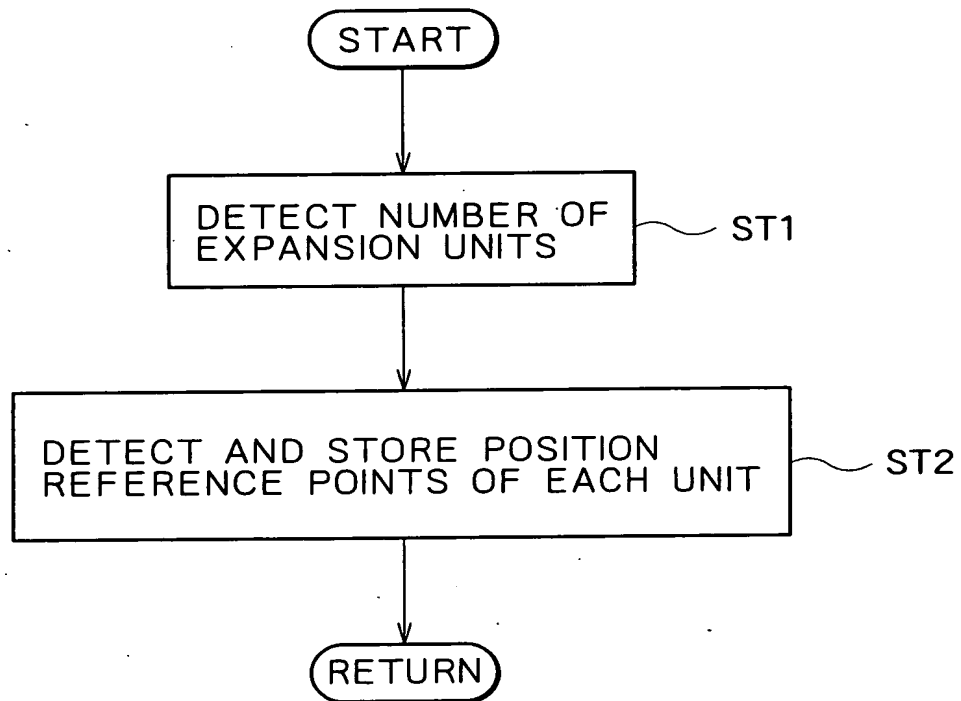 START
DETECT NUMBER OF
EXPANSION UNITS
ST1
DETECT AND STORE POSITION
REFERENCE POINTS OF EACH UNIT
ST2
RETURN